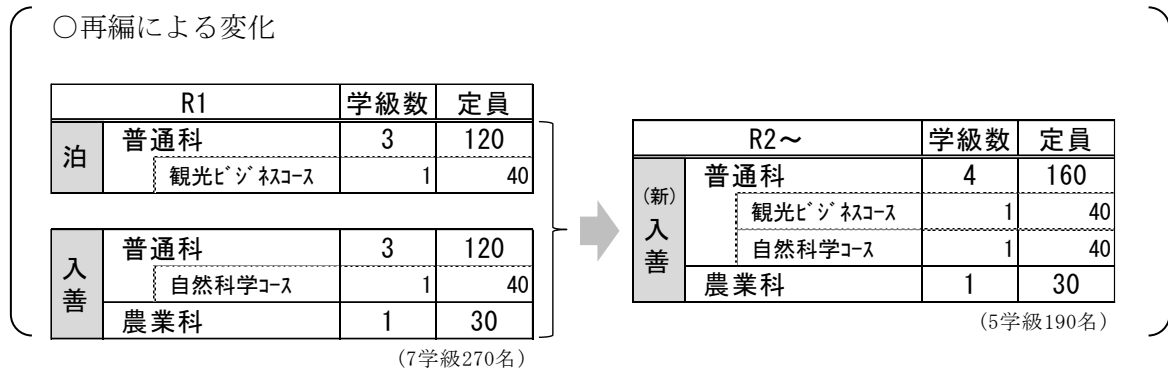 ○再編による変化
R1 学級数 定員
泊 普通科 3 120
観光ﾋﾞｼﾞﾈｽｺｰｽ 1 40
入善 普通科 3 120
自然科学ｺｰｽ 1 40
農業科 1 30
(7学級270名)
R2～ 学級数 定員
(新)入善 普通科 4 160
観光ﾋﾞｼﾞﾈｽｺｰｽ 1 40
自然科学ｺｰｽ 1 40
農業科 1 30
(5学級190名)